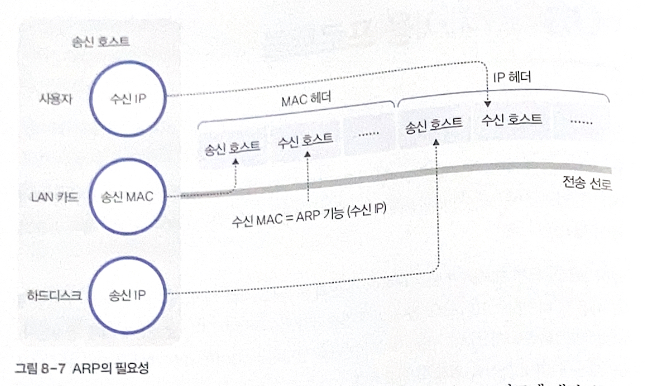 송신 호스트
사용자
수신 IP
IP 헤더
MAC 헤더
송신 호스트
수신 호스트
......
송신 호스트
수신 호스트
......
LAN 카드
송신 MAC
전송 선로
수신 MAC = ARP 기능 (수신 IP)
하드디스크
송신 IP
그림 8-7 ARP의 필요성